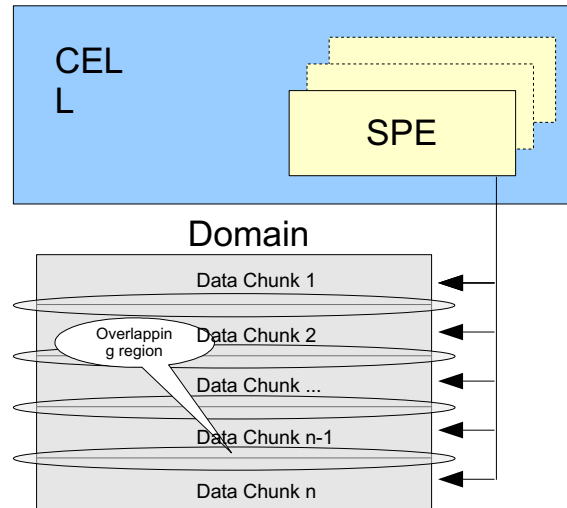 CEL
L
SPE
Domain
Data Chunk 1
Data Chunk 2
Overlappin
g region
Data Chunk ...
Data Chunk n-1
Data Chunk n